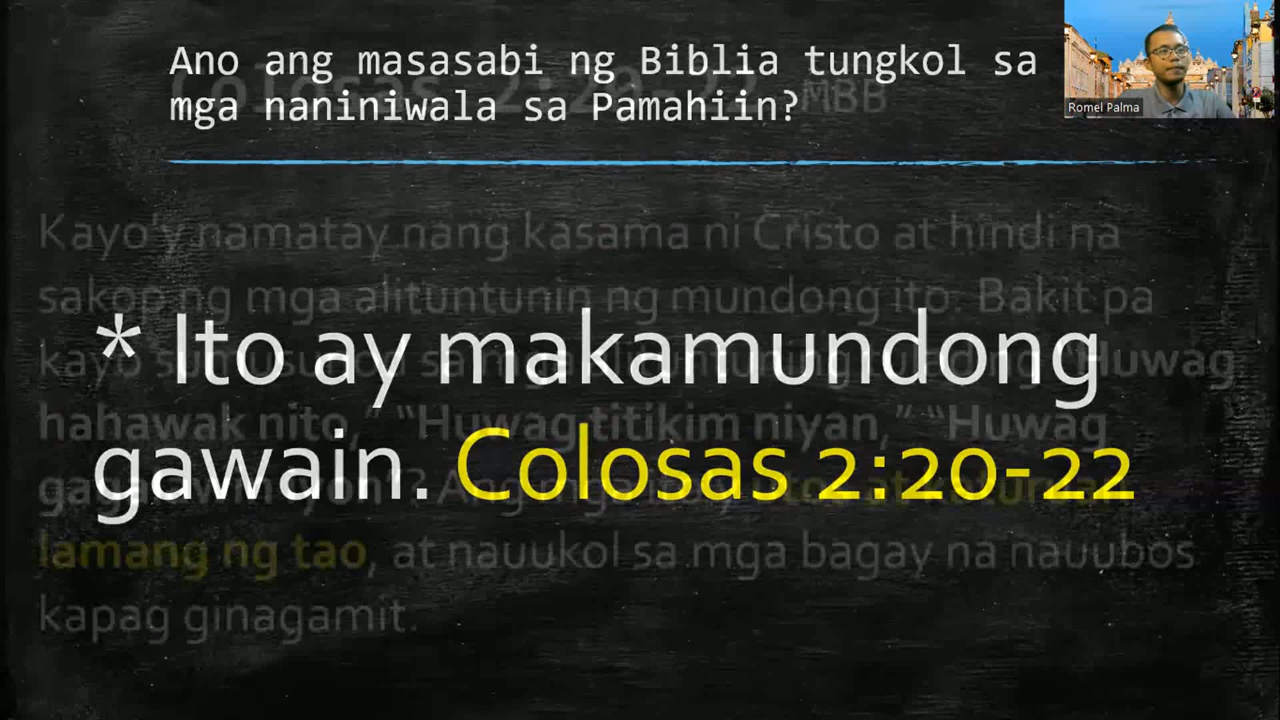 Ano ang masasabi ng Biblia tungkol sa
mga naniniwala sa Pamahiin?
Romel Palma
MBB
Kayo'y namatay nang kasama ni Cristo at hindi na
sakop ng mga alituntunin ng mundong ito. Bakit pa
* Ito ay makamundong
kayo "Huwag
hahawak nito," "Huwag titikim niyan," "Huwag
gawain. Colosas 2:20-22
lamang ng tao, at nauukol sa mga bagay na nauubos
kapag ginagamit.